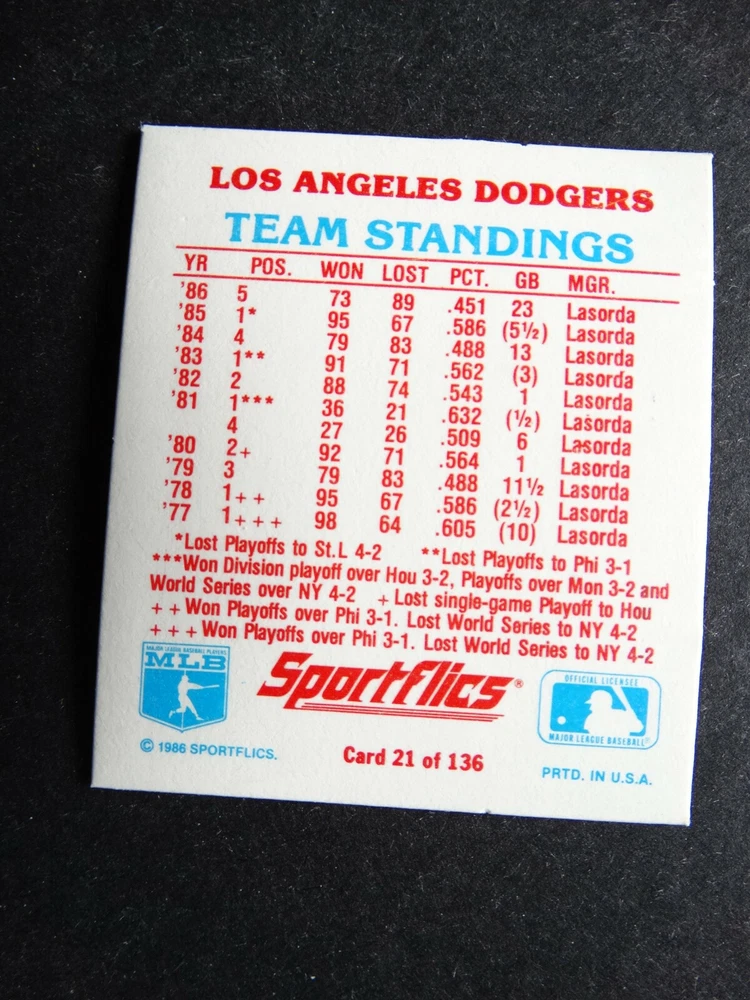 LOS ANGELES DODGERS
TEAM STANDINGS
YR POS. WON LOST PCT. GB MGR.
'86 5 73 89 .451 23 Lasorda
'85 1* 95 67 .586 (5½) Lasorda
'84 4 79 83 .488 13 Lasorda
'83 1** 91 71 .562 (3) Lasorda
'82 2 88 74 .543 1 Lasorda
'81 1*** 36 21 .632 (½) Lasorda
4 27 26 .509 6 Lasorda
'80 2+ 92 71 .564 1 Lasorda
'79 3 79 83 .488 11½ Lasorda
'78 1++ 95 67 .586 (2½) Lasorda
'77 1+++ 98 64 .605 (10) Lasorda
*Lost Playoffs to St.L 4-2 **Lost Playoffs to Phi 3-1
***Won Division playoff over Hou 3-2, Playoffs over Mon 3-2 and
World Series over NY 4-2 + Lost single-game Playoff to Hou
++Won Playoffs over Phi 3-1. Lost World Series to NY 4-2
+++Won Playoffs over Phi 3-1. Lost World Series to NY 4-2
MAJOR LEAGUE BASEBALL PLAYERS
MLB
Sportflics®
OFFICIAL LICENSEE
MAJOR LEAGUE BASEBALL®
© 1986 SPORTFLICS.
Card 21 of 136
PRTD. IN U.S.A.